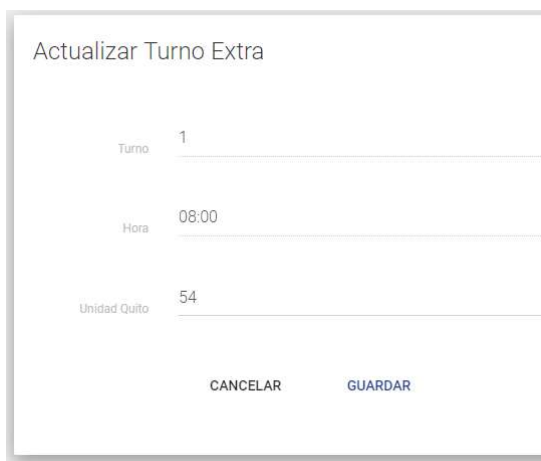 Actualizar Turno Extra
Turno 1
Hora 08:00
Unidad Quito 54
CANCELAR GUARDAR